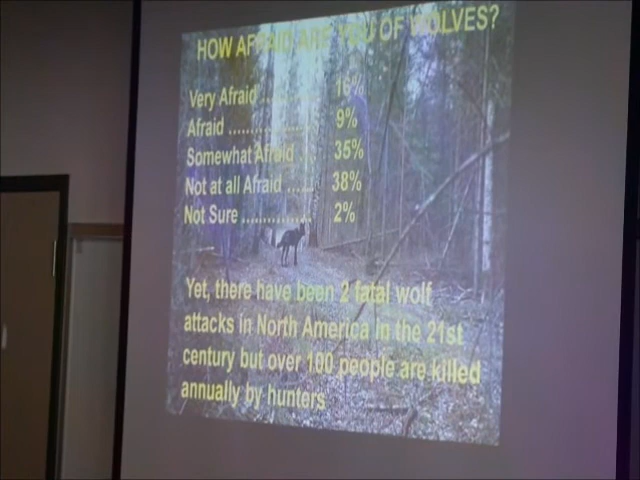 HOW AFRAID ARE YOU OF WOLVES?
Very Afraid ........... 16%
Afraid ................ 9%
Somewhat Afraid .... 35%
Not at all Afraid ...... 38%
Not Sure .............. 2%
Yet, there have been 2 fatal wolf
attacks in North America in the 21st
century but over 100 people are killed
annually by hunters